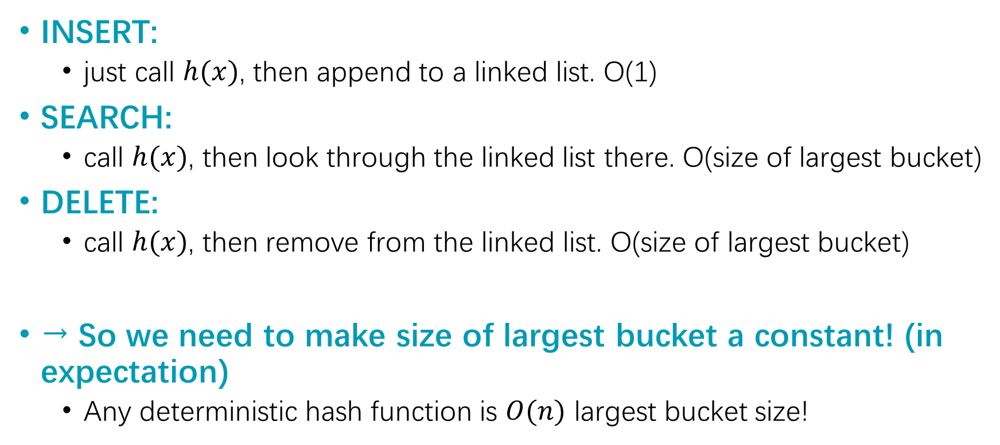 • INSERT:
• just call h(x), then append to a linked list. O(1)
• SEARCH:
• call h(x), then look through the linked list there. O(size of largest bucket)
• DELETE:
• call h(x), then remove from the linked list. O(size of largest bucket)
• → So we need to make size of largest bucket a constant! (in
expectation)
• Any deterministic hash function is O(n) largest bucket size!